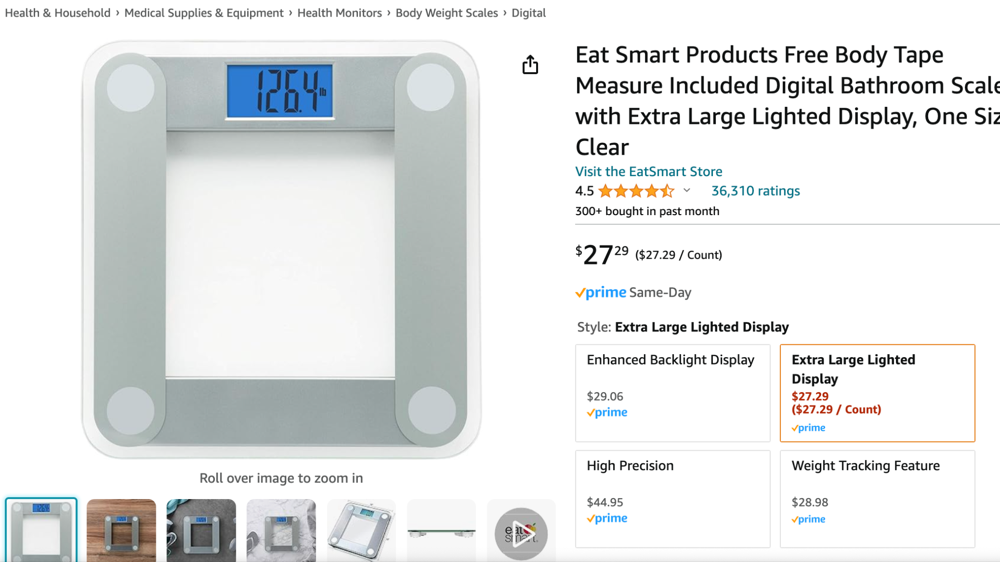 Health & Household › Medical Supplies & Equipment › Health Monitors › Body Weight Scales › Digital
126.4 lb
Roll over image to zoom in
126.4
eat
smart.
Eat Smart Products Free Body Tape
Measure Included Digital Bathroom Scale
with Extra Large Lighted Display, One Siz
Clear
Visit the EatSmart Store
4.5 36,310 ratings
300+ bought in past month
$27 29 ($27.29 / Count)
prime Same-Day
Style: Extra Large Lighted Display
Enhanced Backlight Display
$29.06
prime
Extra Large Lighted
Display
$27.29
($27.29 / Count)
prime
High Precision
$44.95
prime
Weight Tracking Feature
$28.98
prime